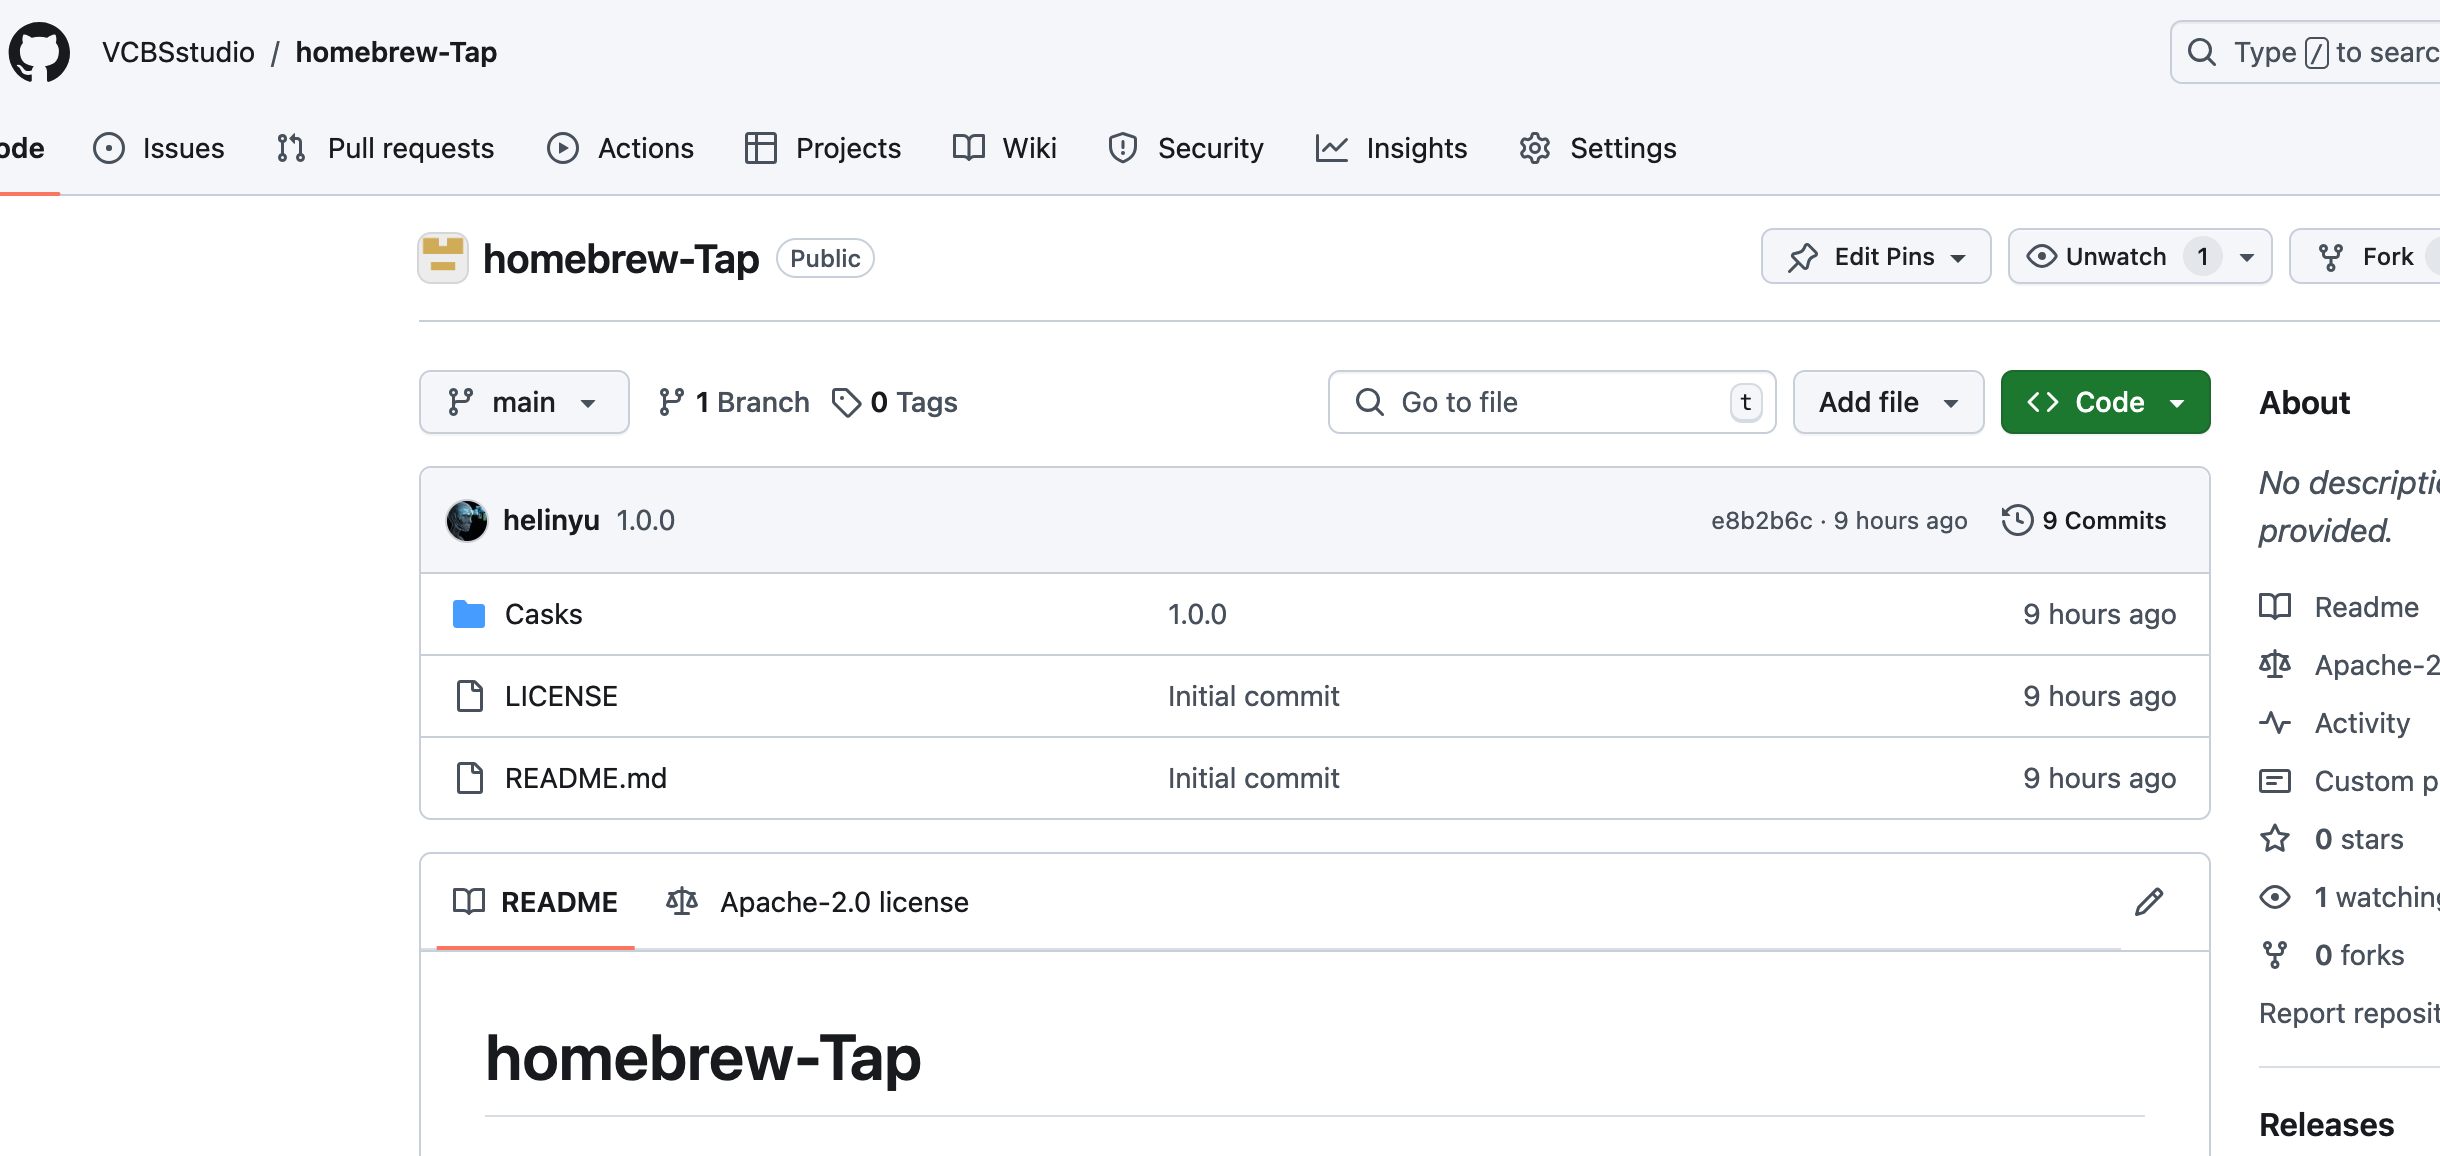 VCBSstudio / homebrew-Tap
Type / to searc
ode Issues Pull requests Actions Projects Wiki Security Insights Settings
homebrew-Tap Public
Edit Pins Unwatch 1 Fork
main 1 Branch 0 Tags
Go to file t Add file Code
helinyu 1.0.0 e8b2b6c · 9 hours ago 9 Commits
Casks 1.0.0 9 hours ago
LICENSE Initial commit 9 hours ago
README.md Initial commit 9 hours ago
README Apache-2.0 license
homebrew-Tap
About
No descripti
provided.
Readme
Apache-2
Activity
Custom p
0 stars
1 watching
0 forks
Report reposit
Releases